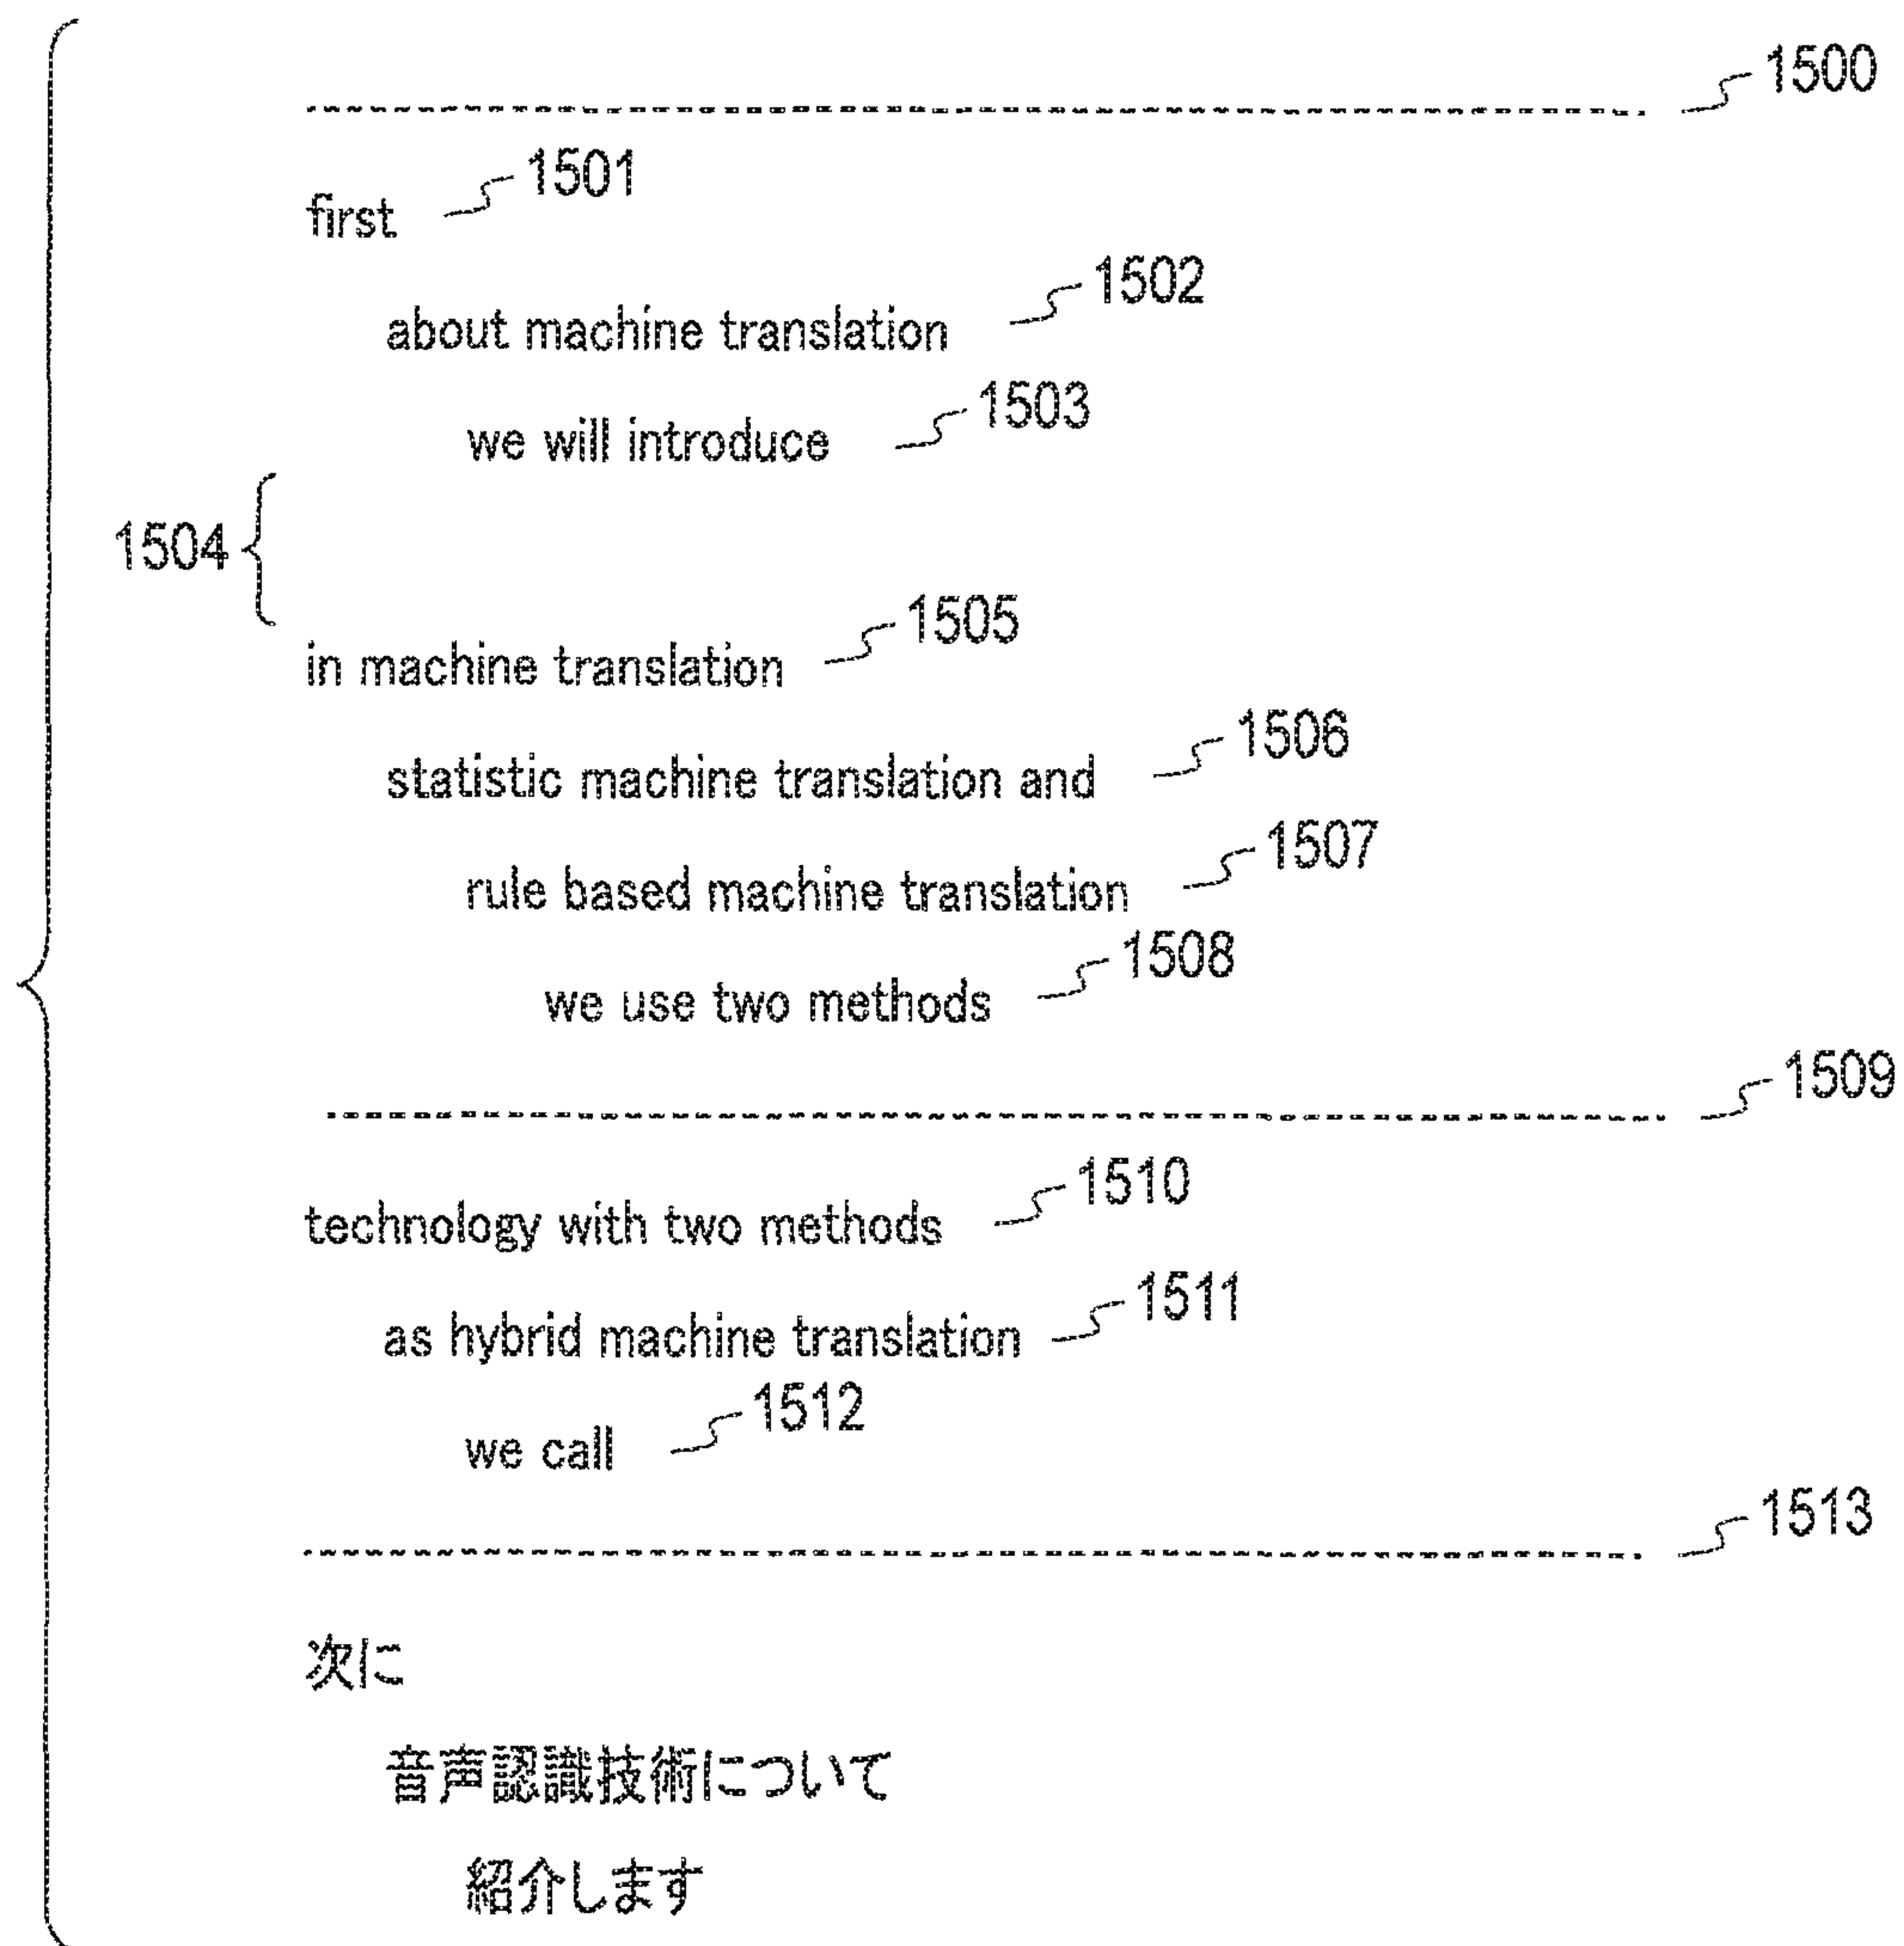 1500
first 1501
about machine translation 1502
we will introduce 1503
1504
in machine translation 1505
statistic machine translation and 1506
rule based machine translation 1507
we use two methods 1508
1509
technology with two methods 1510
as hybrid machine translation 1511
we call 1512
1513
次に
音声認識技術について
紹介します